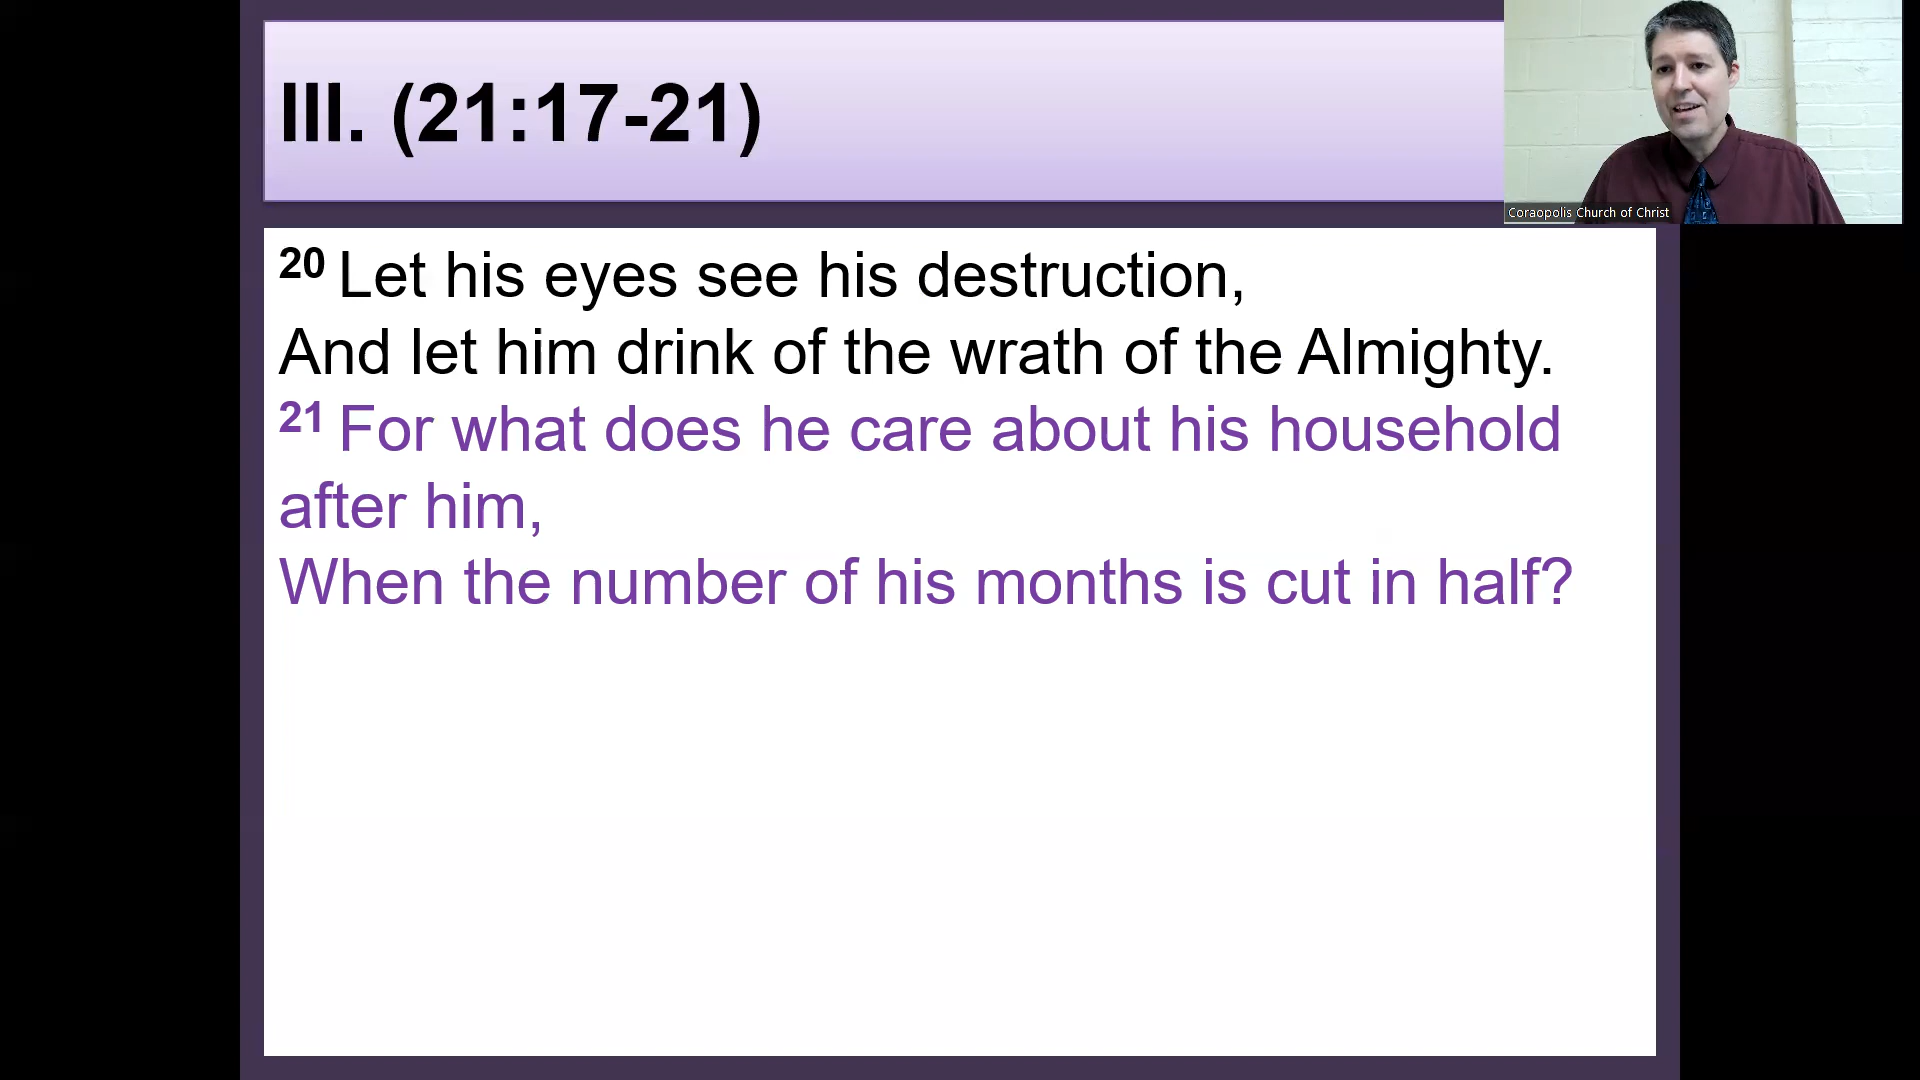 III. (21:17-21)
Coraopolis Church of Christ
20 Let his eyes see his destruction,
And let him drink of the wrath of the Almighty.
21 For what does he care about his household
after him,
When the number of his months is cut in half?